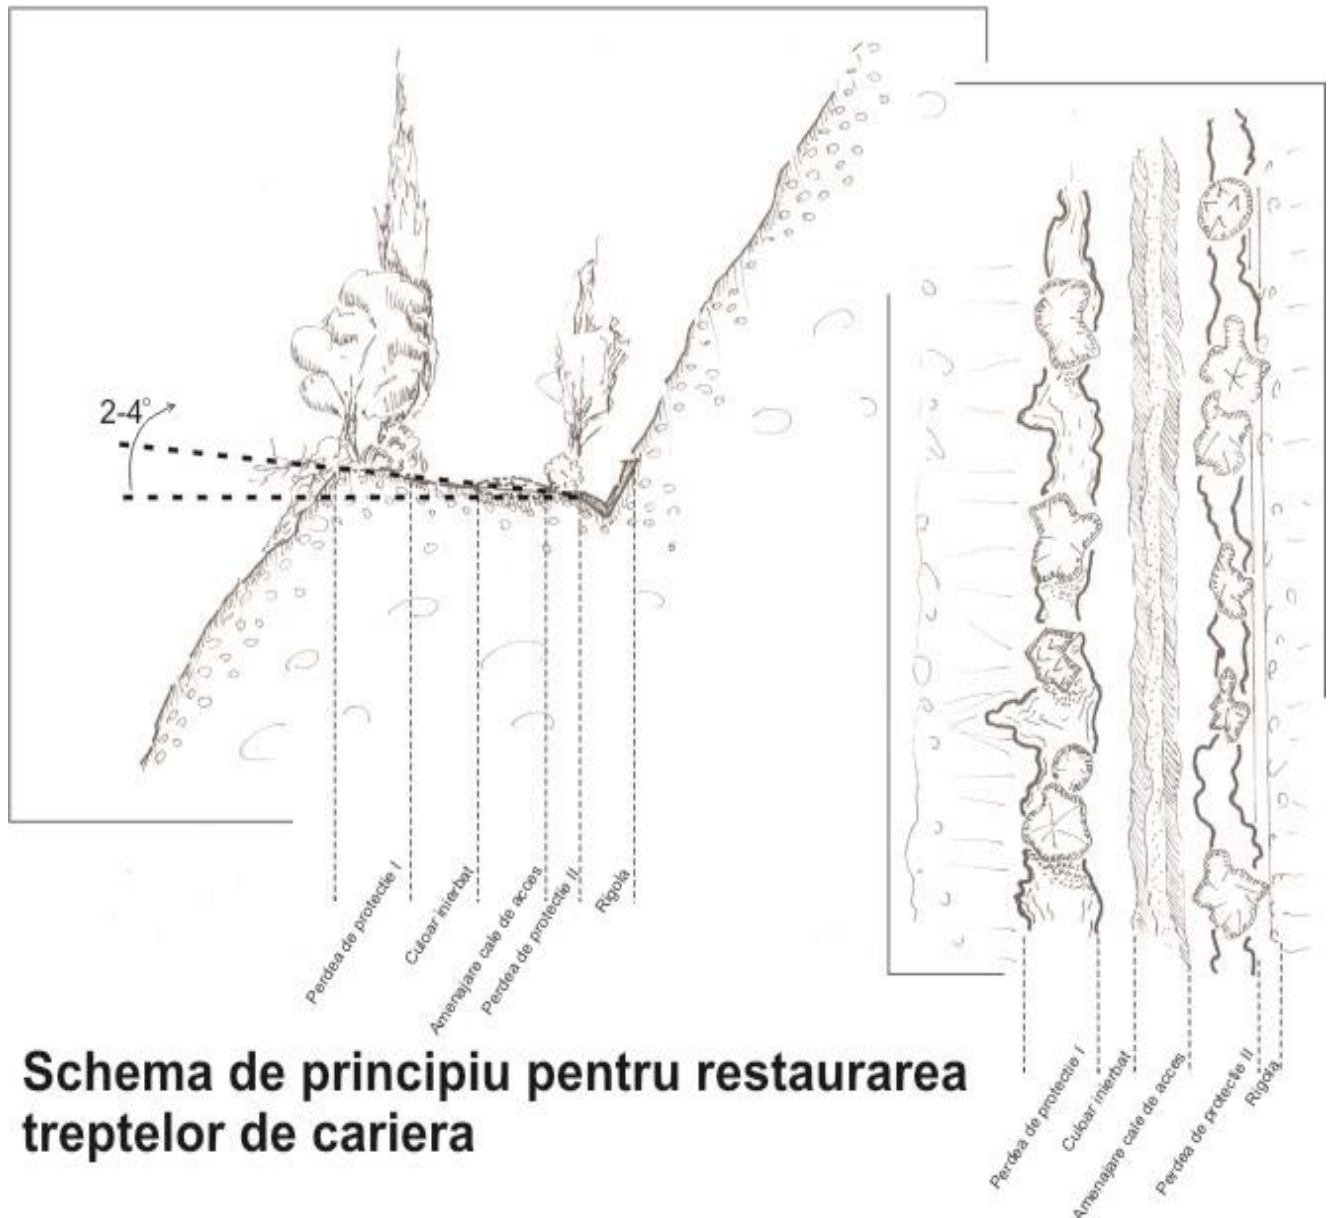 2-4°
Perdea de protectie I
Culoar inierbat
Amenajare cale de acces
Perdea de protectie II
Rigola
Perdea de protectie I
Culoar inierbat
Amenajare cale de acces
Perdea de protectie II
Rigola
Schema de principiu pentru restaurarea
treptelor de cariera